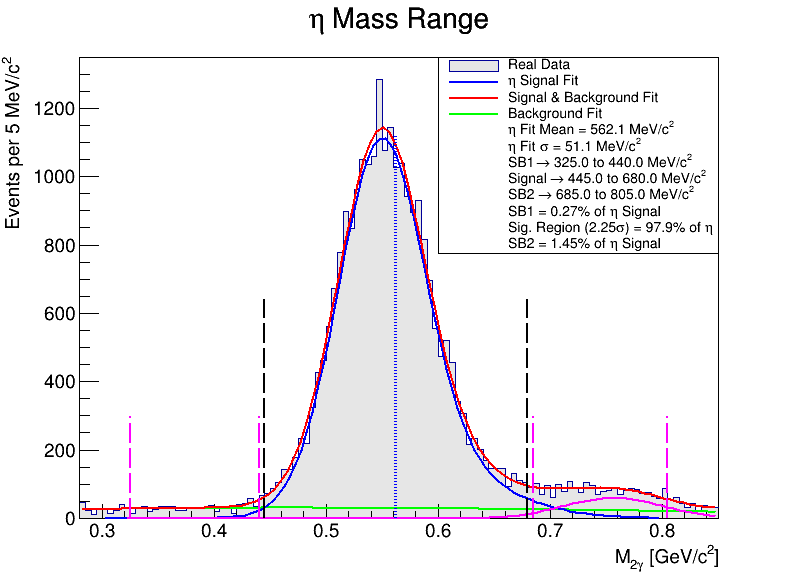 η Mass Range
Events per 5 MeV/c²
1200
1000
800
600
400
200
0
Real Data
η Signal Fit
Signal & Background Fit
Background Fit
η Fit Mean = 562.1 MeV/c²
η Fit σ = 51.1 MeV/c²
SB1 → 325.0 to 440.0 MeV/c²
Signal → 445.0 to 680.0 MeV/c²
SB2 → 685.0 to 805.0 MeV/c²
SB1 = 0.27% of η Signal
Sig. Region (2.25σ) = 97.9% of η
SB2 = 1.45% of η Signal
0.3 0.4 0.5 0.6 0.7 0.8
M₂γ [GeV/c²]